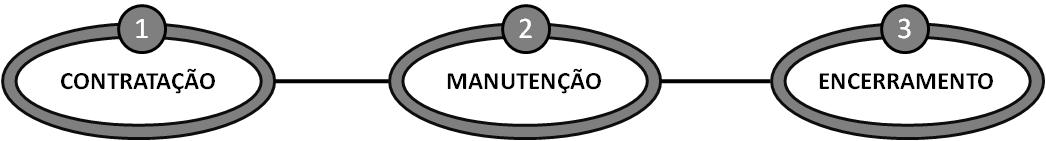 1
CONTRATAÇÃO
2
MANUTENÇÃO
3
ENCERRAMENTO